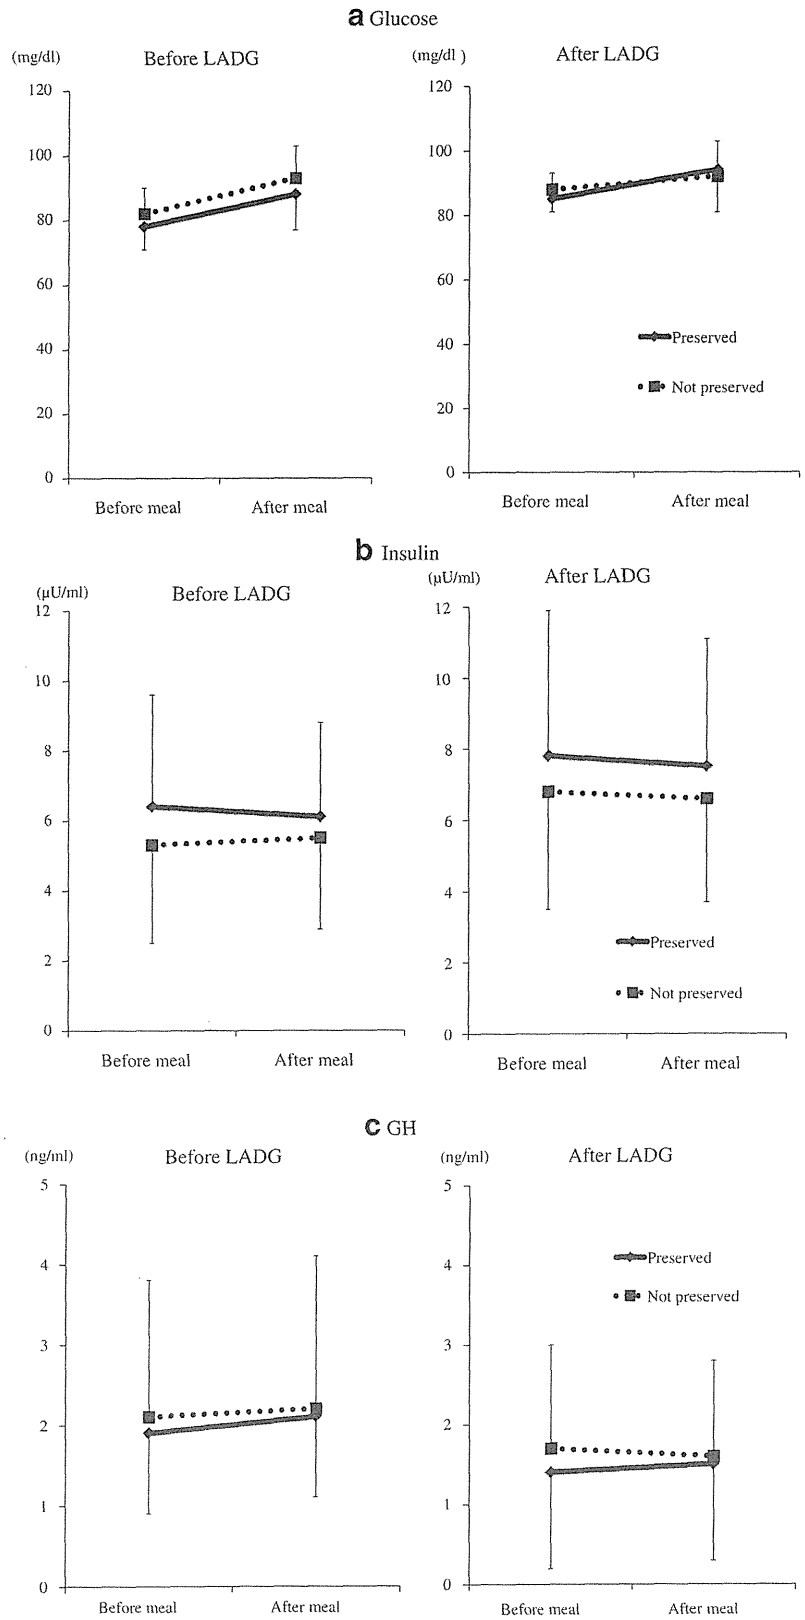 a Glucose
(mg/dl) Before LADG
120
100
80
60
40
20
0
Before meal After meal
(mg/dl ) After LADG
120
100
80
60
40
20
0
Preserved
Not preserved
Before meal After meal
b Insulin
(µU/ml) Before LADG
12
10
8
6
4
2
0
Before meal After meal
(µU/ml) After LADG
12
10
8
6
4
2
0
Preserved
Not preserved
Before meal After meal
c GH
(ng/ml) Before LADG
5
4
3
2
1
0
Before meal After meal
(ng/ml) After LADG
5
4
3
2
1
0
Preserved
Not preserved
Before meal After meal